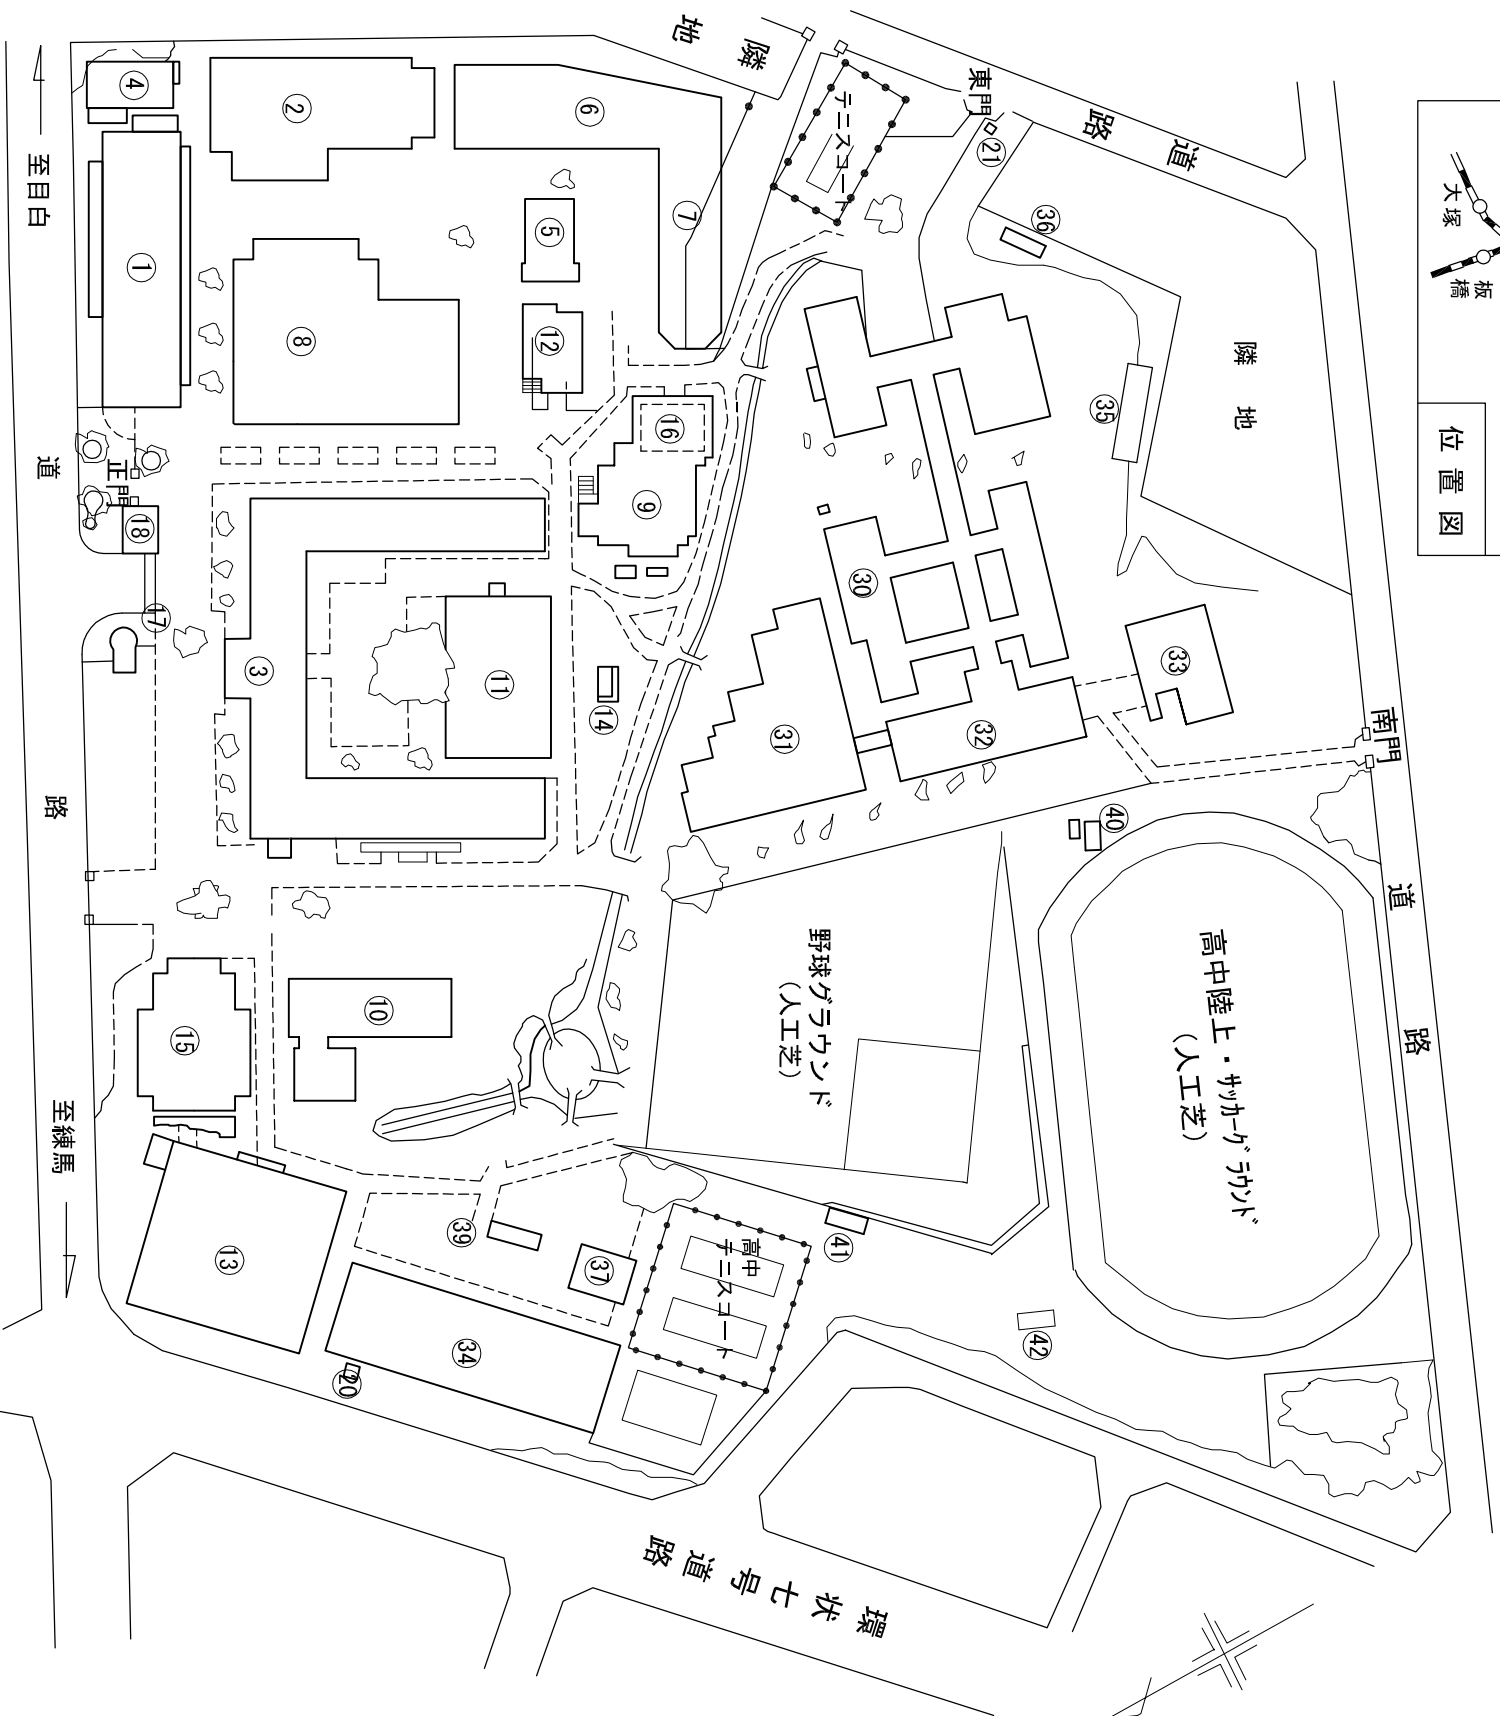 隣地
東門
道路
テニスコート
大塚
板橋
位置図
隣地
至目白
道路
至練馬
正門
南門
道路
野球グラウンド
（人工芝）
高中陸上・サッカーグラウンド
（人工芝）
高中
テニスコート
環状七号道路
①
②
③
④
⑤
⑥
⑦
⑧
⑨
⑩
⑪
⑫
⑬
⑭
⑮
⑯
⑰
⑱
⑳
㉑
㉚
㉛
㉜
㉝
㉞
㉟
㊱
㊲
㊴
㊵
㊶
㊷